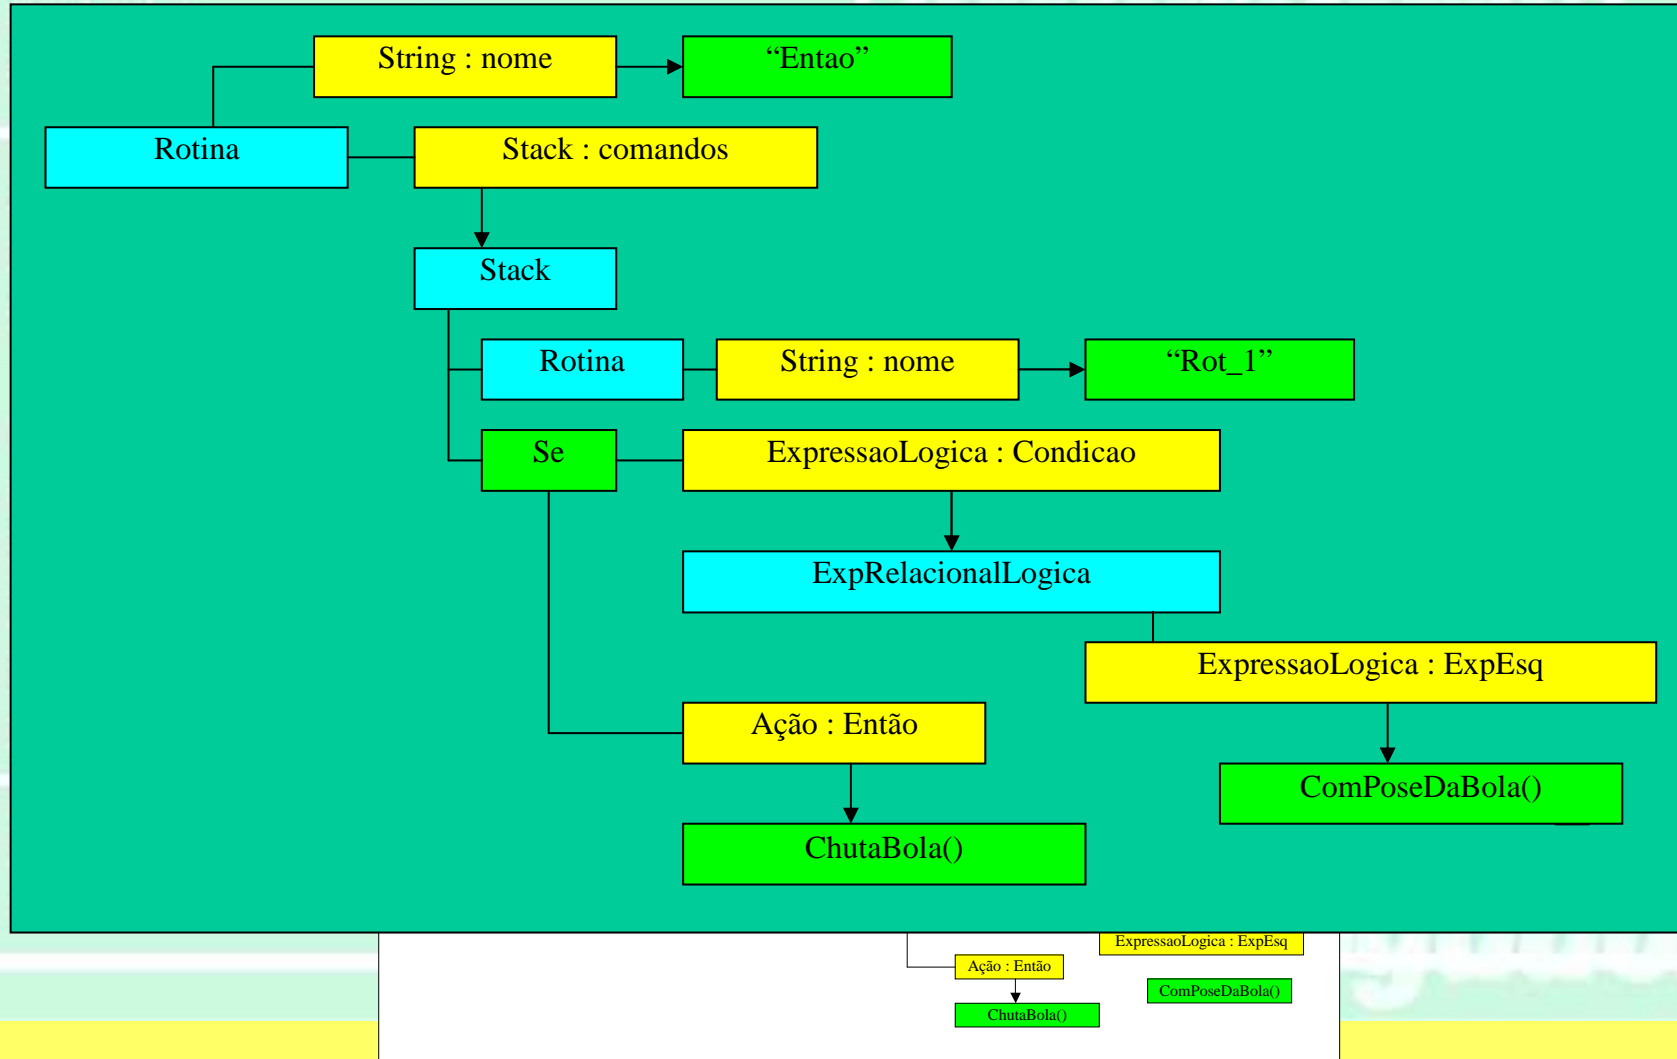 String : nome
“Entao”
Rotina
Stack : comandos
Stack
Rotina
String : nome
“Rot_1”
Se
ExpressaoLogica : Condicao
ExpRelacionalLogica
ExpressaoLogica : ExpEsq
Ação : Então
ComPoseDaBola()
ChutaBola()
ExpressaoLogica : ExpEsq
Ação : Então
ComPoseDaBola()
ChutaBola()